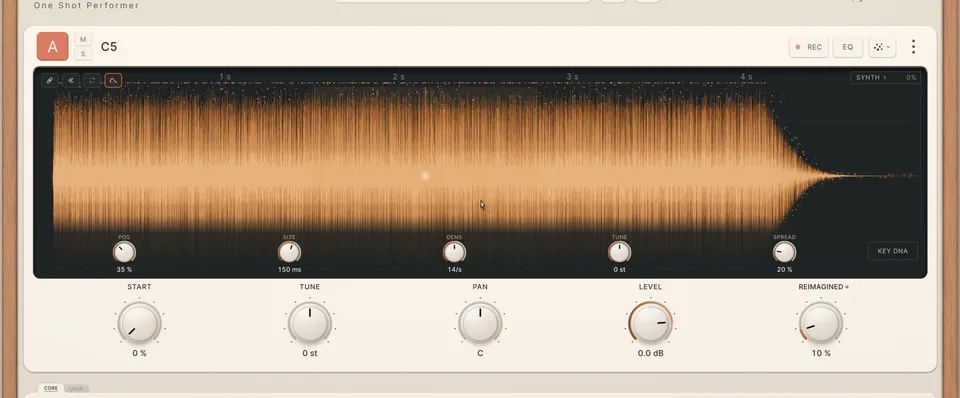 One Shot Performer
A
M
S
C5
REC
EQ
1 s
2 s
3 s
4 s
SYNTH >
0%
POS
SIZE
DENS
TUNE
SPREAD
35 %
150 ms
14/s
0 st
20 %
KEY DNA
START
TUNE
PAN
LEVEL
REIMAGINED
0 %
0 st
C
0.0 dB
10 %
CORE
USER